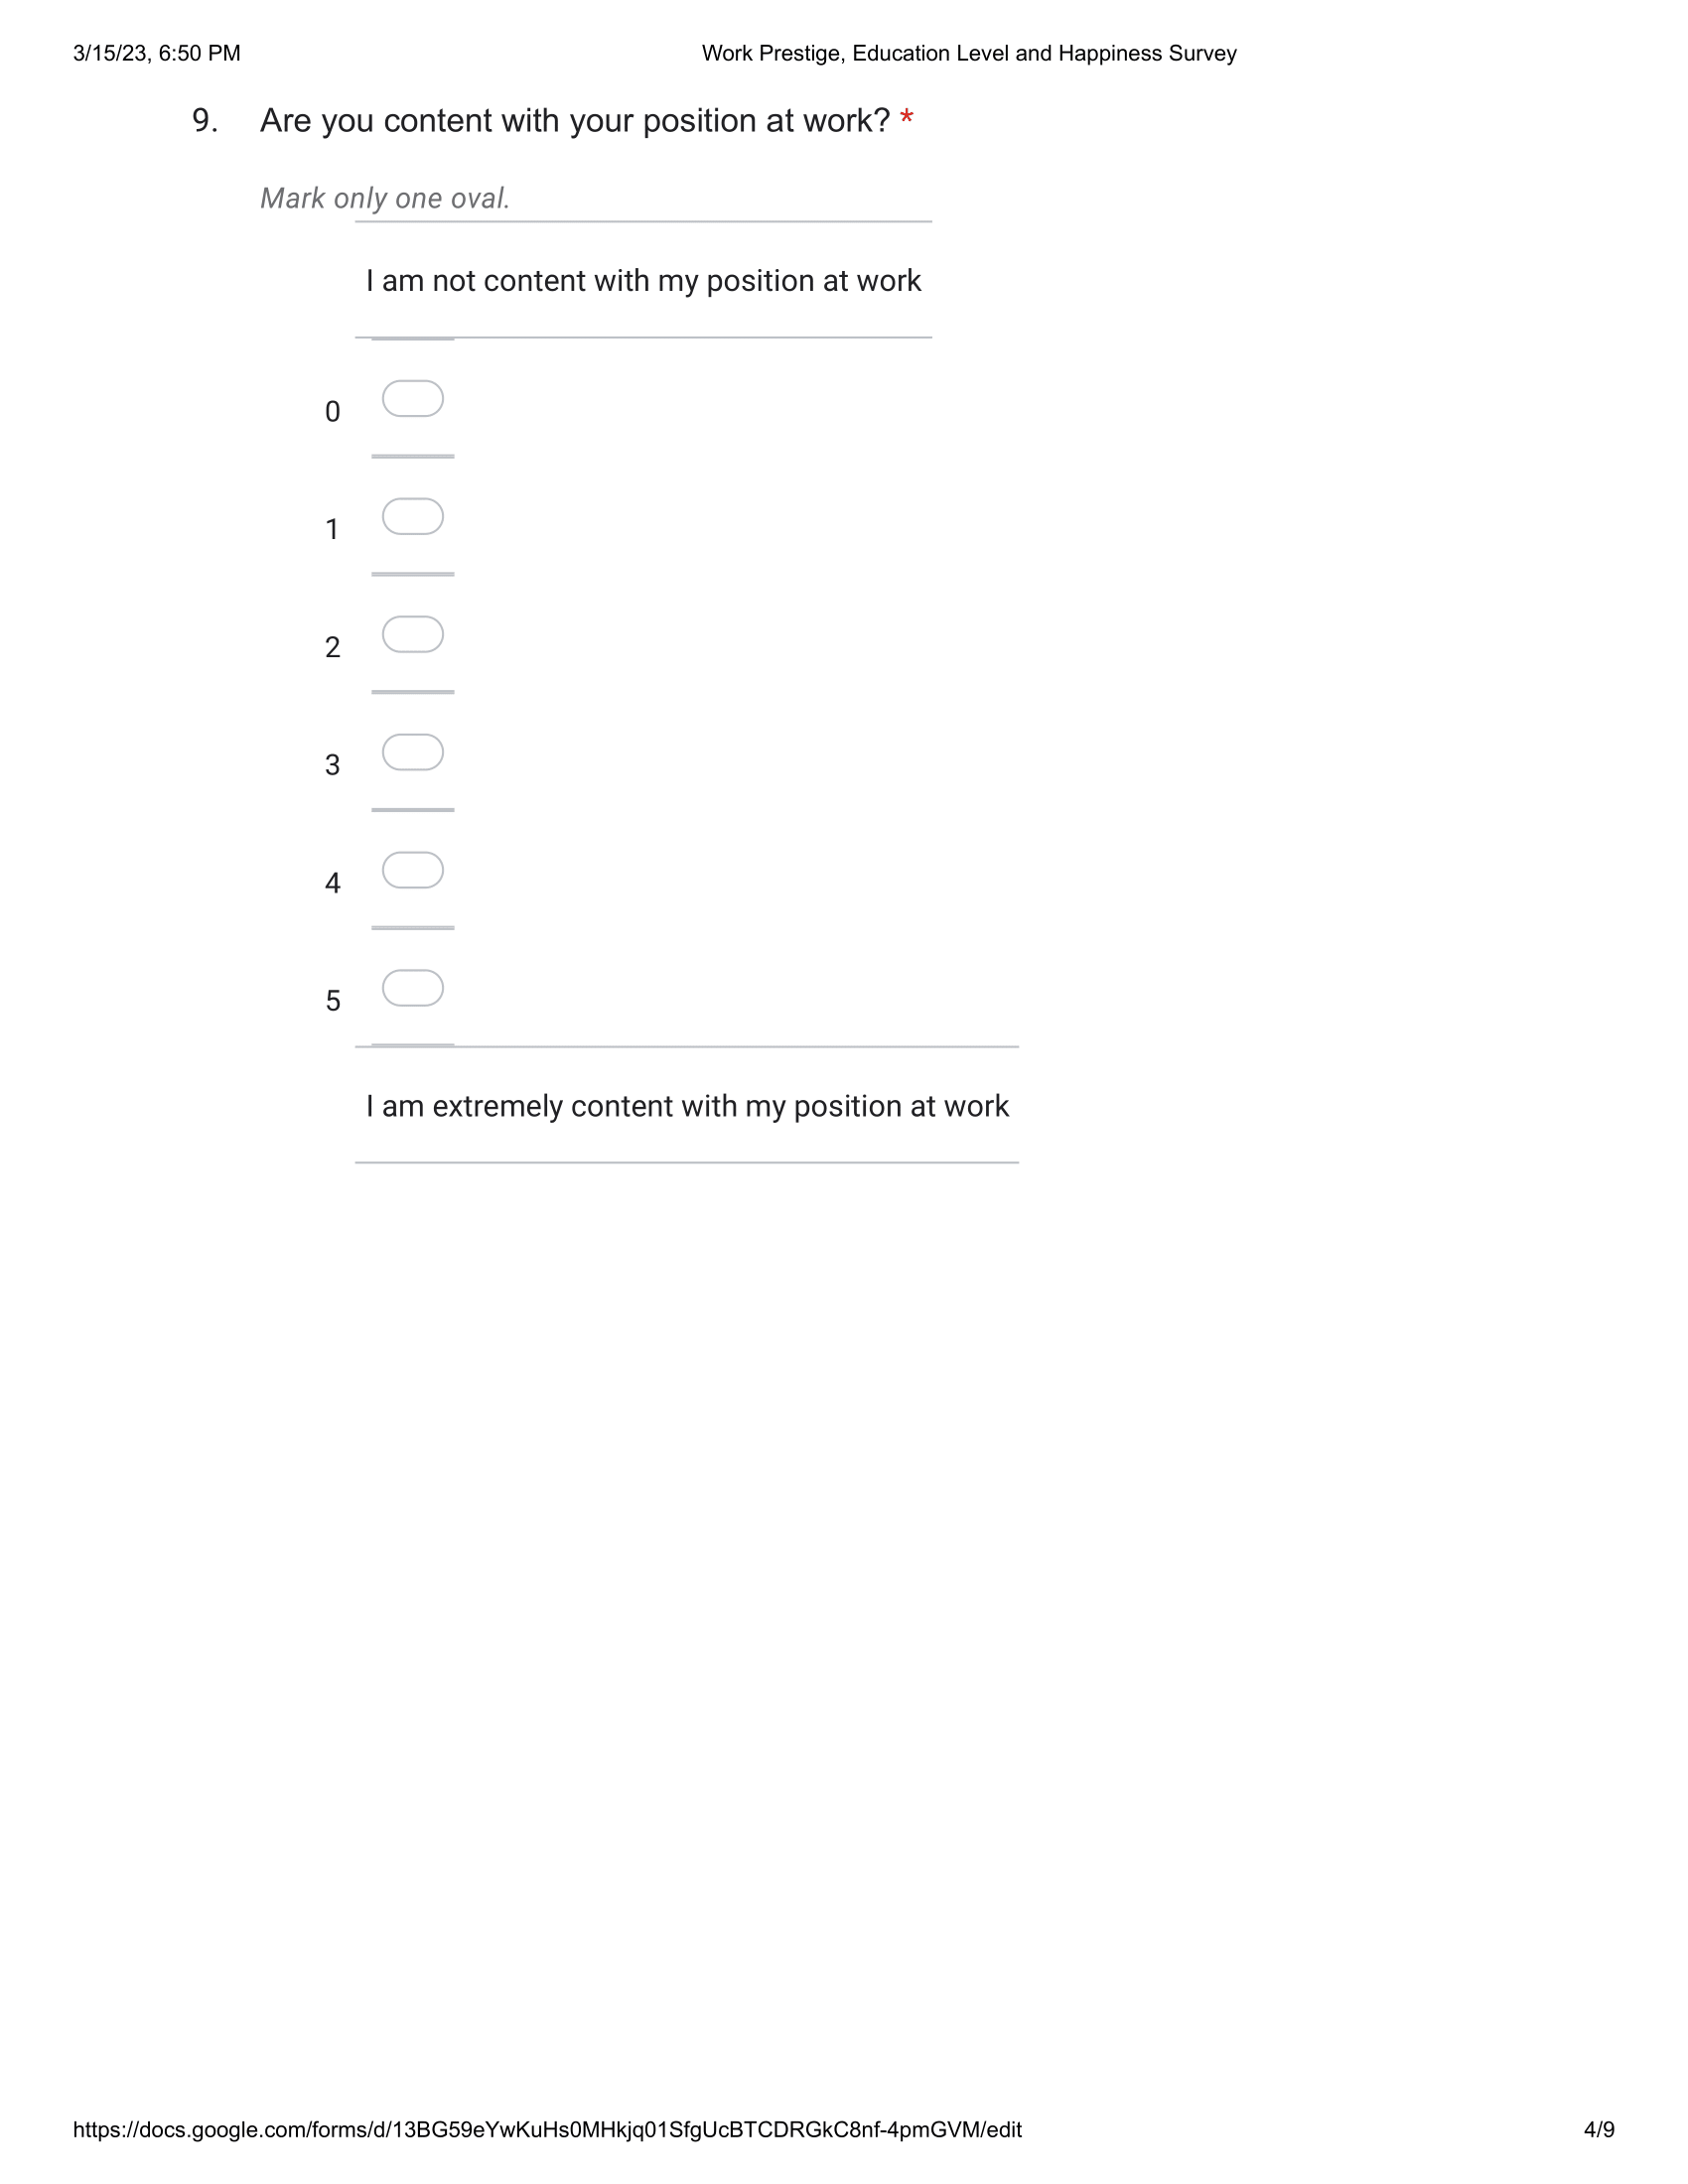 3/15/23, 6:50 PM Work Prestige, Education Level and Happiness Survey
9. Are you content with your position at work? *
Mark only one oval.
I am not content with my position at work
0
1
2
3
4
5
I am extremely content with my position at work
https://docs.google.com/forms/d/13BG59eYwKuHs0MHkjq01SfgUcBTCDRGkC8nf-4pmGVM/edit 4/9